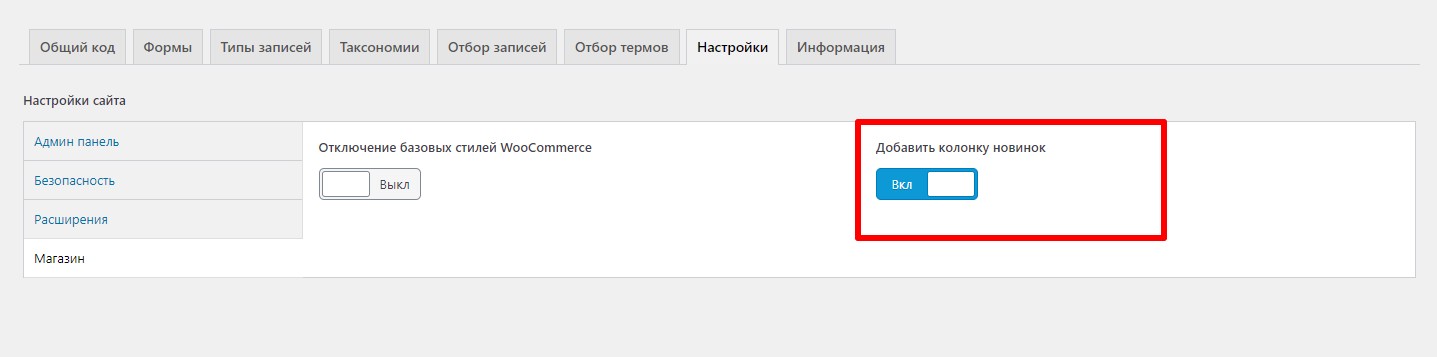 Общий код Формы Типы записей Таксономии Отбор записей Отбор термов Настройки Информация
Настройки сайта
Админ панель
Безопасность
Расширения
Магазин
Отключение базовых стилей WooCommerce
Выкл
Добавить колонку новинок
Вкл